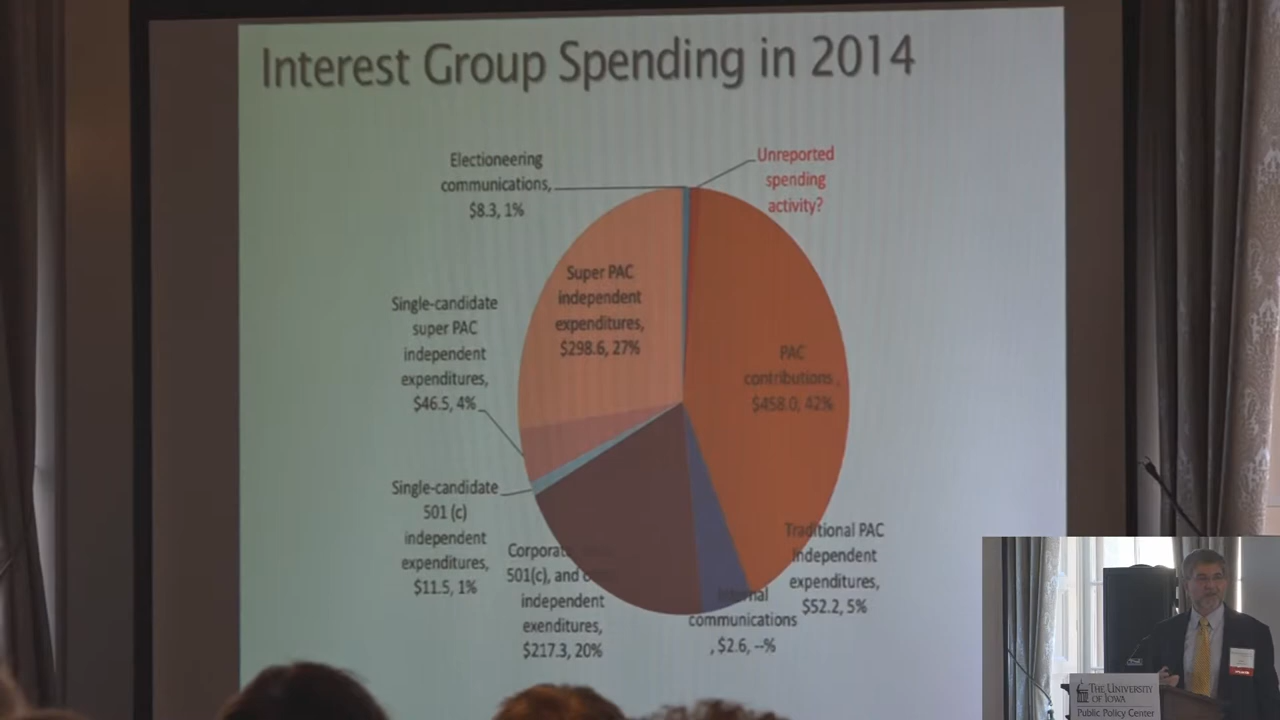 Interest Group Spending in 2014
Electioneering
communications,
$8.3, 1%
Unreported
spending
activity?
Super PAC
independent
expenditures,
$298.6, 27%
Single-candidate
super PAC
independent
expenditures,
$46.5, 4%
PAC
contributions,
$458.0, 42%
Single-candidate
501 (c)
independent
expenditures,
$11.5, 1%
501(c), and
independent
exenditures,
$217.3, 20%
communications
, $2.6, --%
Traditional PAC
independent
expenditures,
$52.2, 5%
THE UNIVERSITY
OF IOWA
Public Policy Center